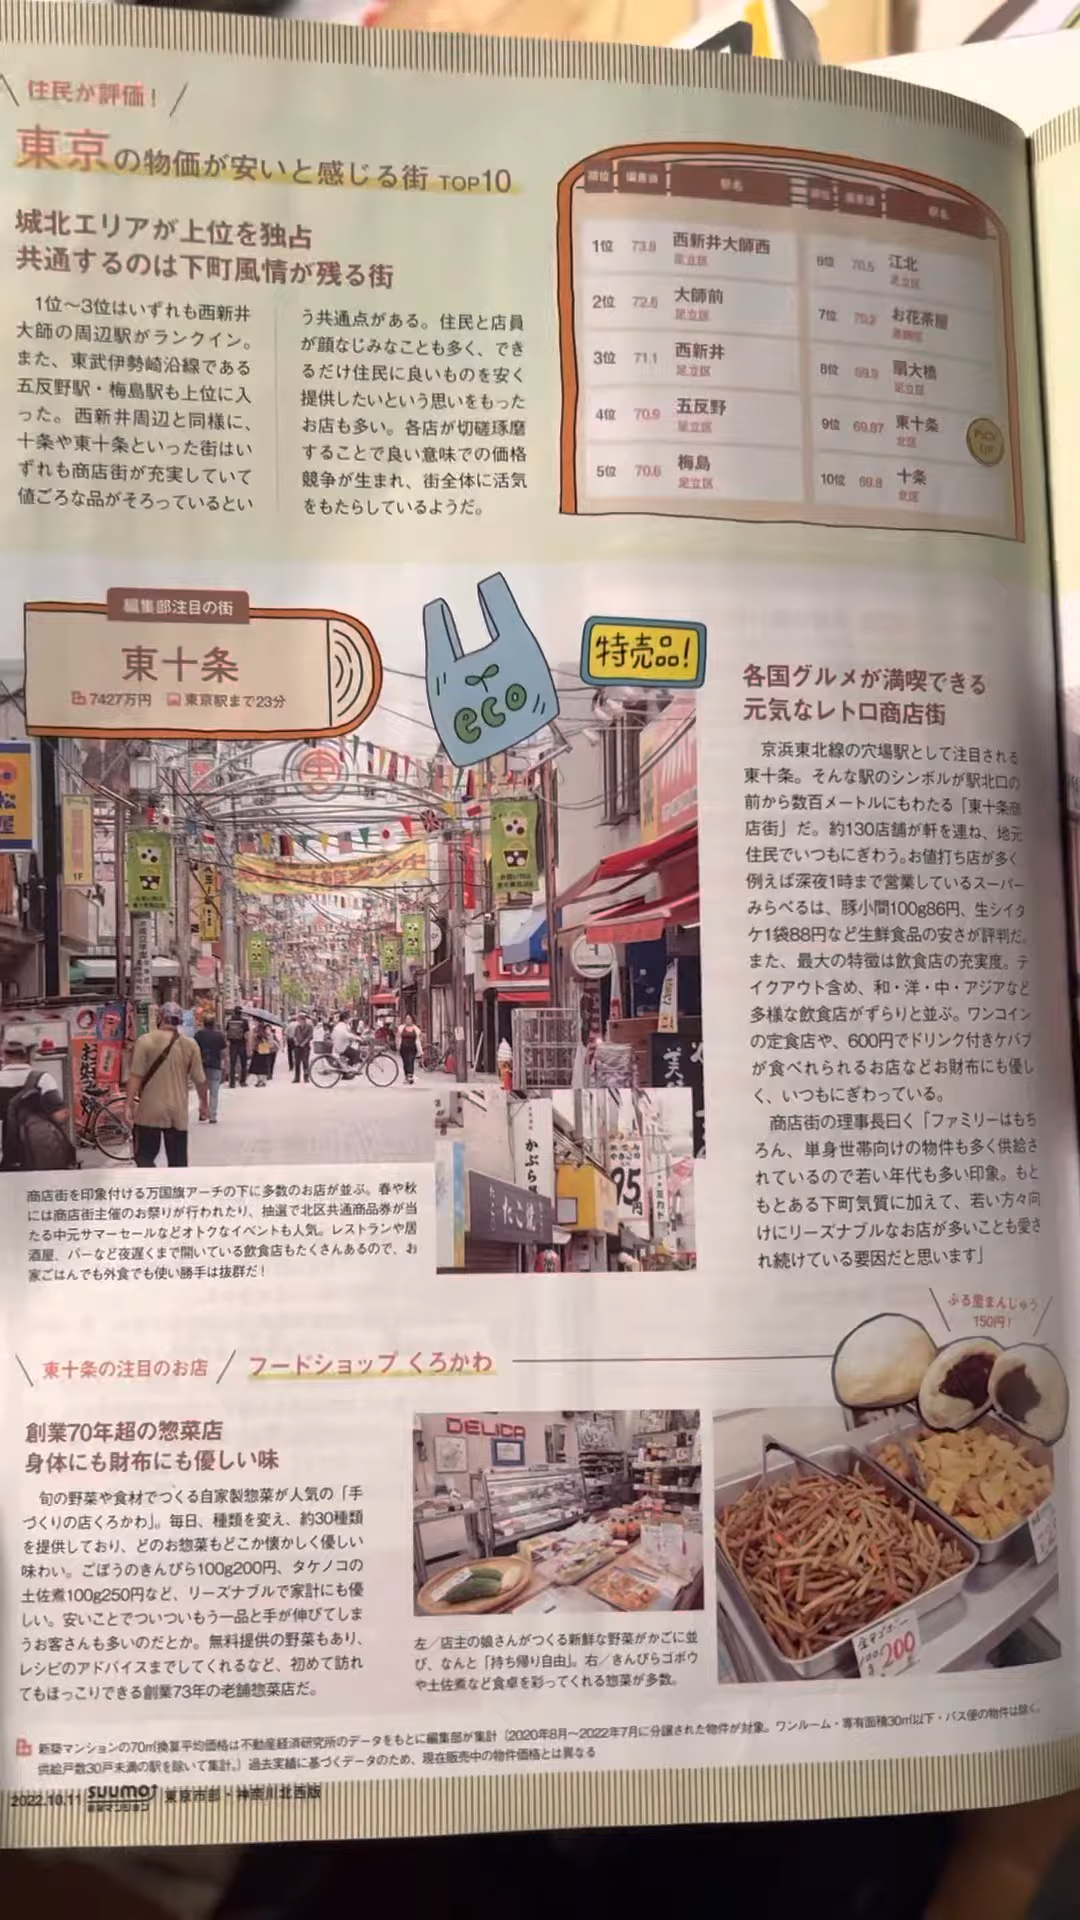 住民が評価！
東京の物価が安いと感じる街 TOP10
城北エリアが上位を独占
共通するのは下町風情が残る街
1位〜3位はいずれも西新井
大師の周辺駅がランクイン。
また、東武伊勢崎沿線である
五反野駅・梅島駅も上位に入
った。西新井周辺と同様に、
十条や東十条といった街はい
ずれも商店街が充実していて
値ごろな品がそろっているとい
う共通点がある。住民と店員
が顔なじみなことも多く、でき
るだけ住民に良いものを安く
提供したいという思いをもった
お店も多い。各店が切磋琢磨
することで良い意味での価格
競争が生まれ、街全体に活気
をもたらしているようだ。
順位 偏差値 駅名
1位 73.8 西新井大師西
足立区
2位 72.6 大師前
足立区
3位 71.1 西新井
足立区
4位 70.9 五反野
足立区
5位 70.6 梅島
足立区
順位 偏差値 駅名
6位 70.5 江北
足立区
7位 70.2 お花茶屋
葛飾区
8位 69.9 扇大橋
足立区
9位 69.87 東十条
北区
PICK UP
10位 69.8 十条
北区
編集部注目の街
東十条
7427万円 東京駅まで23分
eco
特売品！
各国グルメが満喫できる
元気なレトロ商店街
京浜東北線の穴場駅として注目される
東十条。そんな駅のシンボルが駅北口の
前から数百メートルにもわたる「東十条商
店街」だ。約130店舗が軒を連ね、地元
住民でいつもにぎわう。お値打ち店が多く
例えば深夜1時まで営業しているスーパー
みらべるは、豚小間100g86円、生シイタ
ケ1袋88円など生鮮食品の安さが評判だ。
また、最大の特徴は飲食店の充実度。テ
イクアウト含め、和・洋・中・アジアなど
多様な飲食店がずらりと並ぶ。ワンコイン
の定食店や、600円でドリンク付きケバブ
が食べれられるお店などお財布にも優し
く、いつもにぎわっている。
商店街の理事長曰く「ファミリーはもち
ろん、単身世帯向けの物件も多く供給さ
れているので若い年代も多い印象。もと
もとある下町気質に加えて、若い方々向
けにリーズナブルなお店が多いことも愛さ
れ続けている要因だと思います」
1F
かぶら
95円
商店街を印象付ける万国旗アーチの下に多数のお店が並ぶ。春や秋
には商店街主催のお祭りが行われたり、抽選で北区共通商品券が当
たる中元サマーセールなどオトクなイベントも人気。レストランや居
酒屋、バーなど夜遅くまで開いている飲食店もたくさんあるので、お
家ごはんでも外食でも使い勝手は抜群だ！
東十条の注目のお店
フードショップ くろかわ
ふる里まんじゅう
150円！
創業70年超の惣菜店
身体にも財布にも優しい味
旬の野菜や食材でつくる自家製惣菜が人気の「手
づくりの店くろかわ」。毎日、種類を変え、約30種類
を提供しており、どのお惣菜もどこか懐かしく優しい
味わい。ごぼうのきんぴら100g200円、タケノコの
土佐煮100g250円など、リーズナブルで家計にも優
しい。安いことでついついもう一品と手が伸びてしま
うお客さんも多いのだとか。無料提供の野菜もあり、
レシピのアドバイスまでしてくれるなど、初めて訪れ
てもほっこりできる創業73年の老舗惣菜店だ。
DELICA
左／店主の娘さんがつくる新鮮な野菜がかごに並
び、なんと「持ち帰り自由」。右／きんぴらゴボウ
や土佐煮など食卓を彩ってくれる惣菜が多数。
200
新築マンションの70㎡換算平均価格は不動産経済研究所のデータをもとに編集部が集計（2020年8月〜2022年7月に分譲された物件が対象。ワンルーム・専有面積30㎡以下・バス便の物件は除く。
供給戸数30戸未満の駅を除いて集計。）過去実績に基づくデータのため、現在販売中の物件価格とは異なる
2022.10.11 SUUMO 新築マンション 東京市部・神奈川北西版